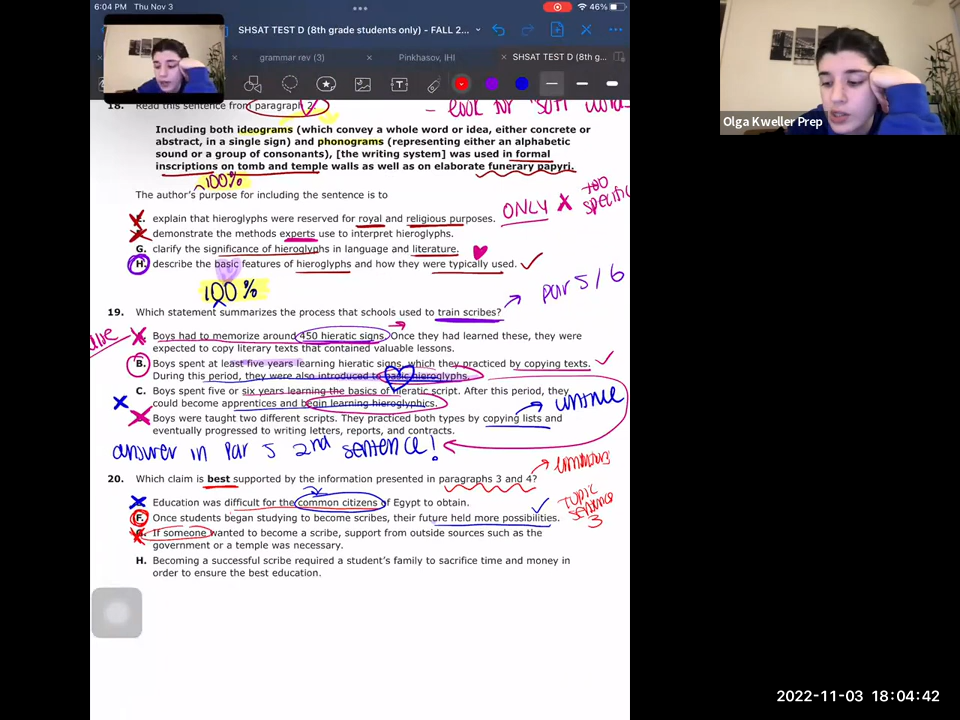 6:04 PM Thu Nov 3
46%
SHSAT TEST D (8th grade students only) - FALL 2...
grammar rev (3)
Pinkhasov, IHI
SHSAT TEST D (8th g...
Olga Kweller Prep
18. Read this sentence from paragraph 2.
- look for "soft word
Including both ideograms (which convey a whole word or idea, either concrete or
abstract, in a single sign) and phonograms (representing either an alphabetic
sound or a group of consonants), [the writing system] was used in formal
inscriptions on tomb and temple walls as well as on elaborate funerary papyri.
100%
The author's purpose for including the sentence is to
ONLY X too specific
E. explain that hieroglyphs were reserved for royal and religious purposes.
F. demonstrate the methods experts use to interpret hieroglyphs.
G. clarify the significance of hieroglyphs in language and literature.
H. describe the basic features of hieroglyphs and how they were typically used.
100%
par 5/6
19. Which statement summarizes the process that schools used to train scribes?
A. Boys had to memorize around 450 hieratic signs. Once they had learned these, they were
expected to copy literary texts that contained valuable lessons.
B. Boys spent at least five years learning hieratic signs, which they practiced by copying texts.
During this period, they were also introduced to basic hieroglyphs.
C. Boys spent five or six years learning the basics of hieratic script. After this period, they
could become apprentices and begin learning hieroglyphics.
untrue
D. Boys were taught two different scripts. They practiced both types by copying lists and
eventually progressed to writing letters, reports, and contracts.
answer in Par 5 2nd sentence!
20. Which claim is best supported by the information presented in paragraphs 3 and 4?
E. Education was difficult for the common citizens of Egypt to obtain.
Topic sentence 3
F. Once students began studying to become scribes, their future held more possibilities.
G. If someone wanted to become a scribe, support from outside sources such as the
government or a temple was necessary.
H. Becoming a successful scribe required a student's family to sacrifice time and money in
order to ensure the best education.
2022-11-03 18:04:42